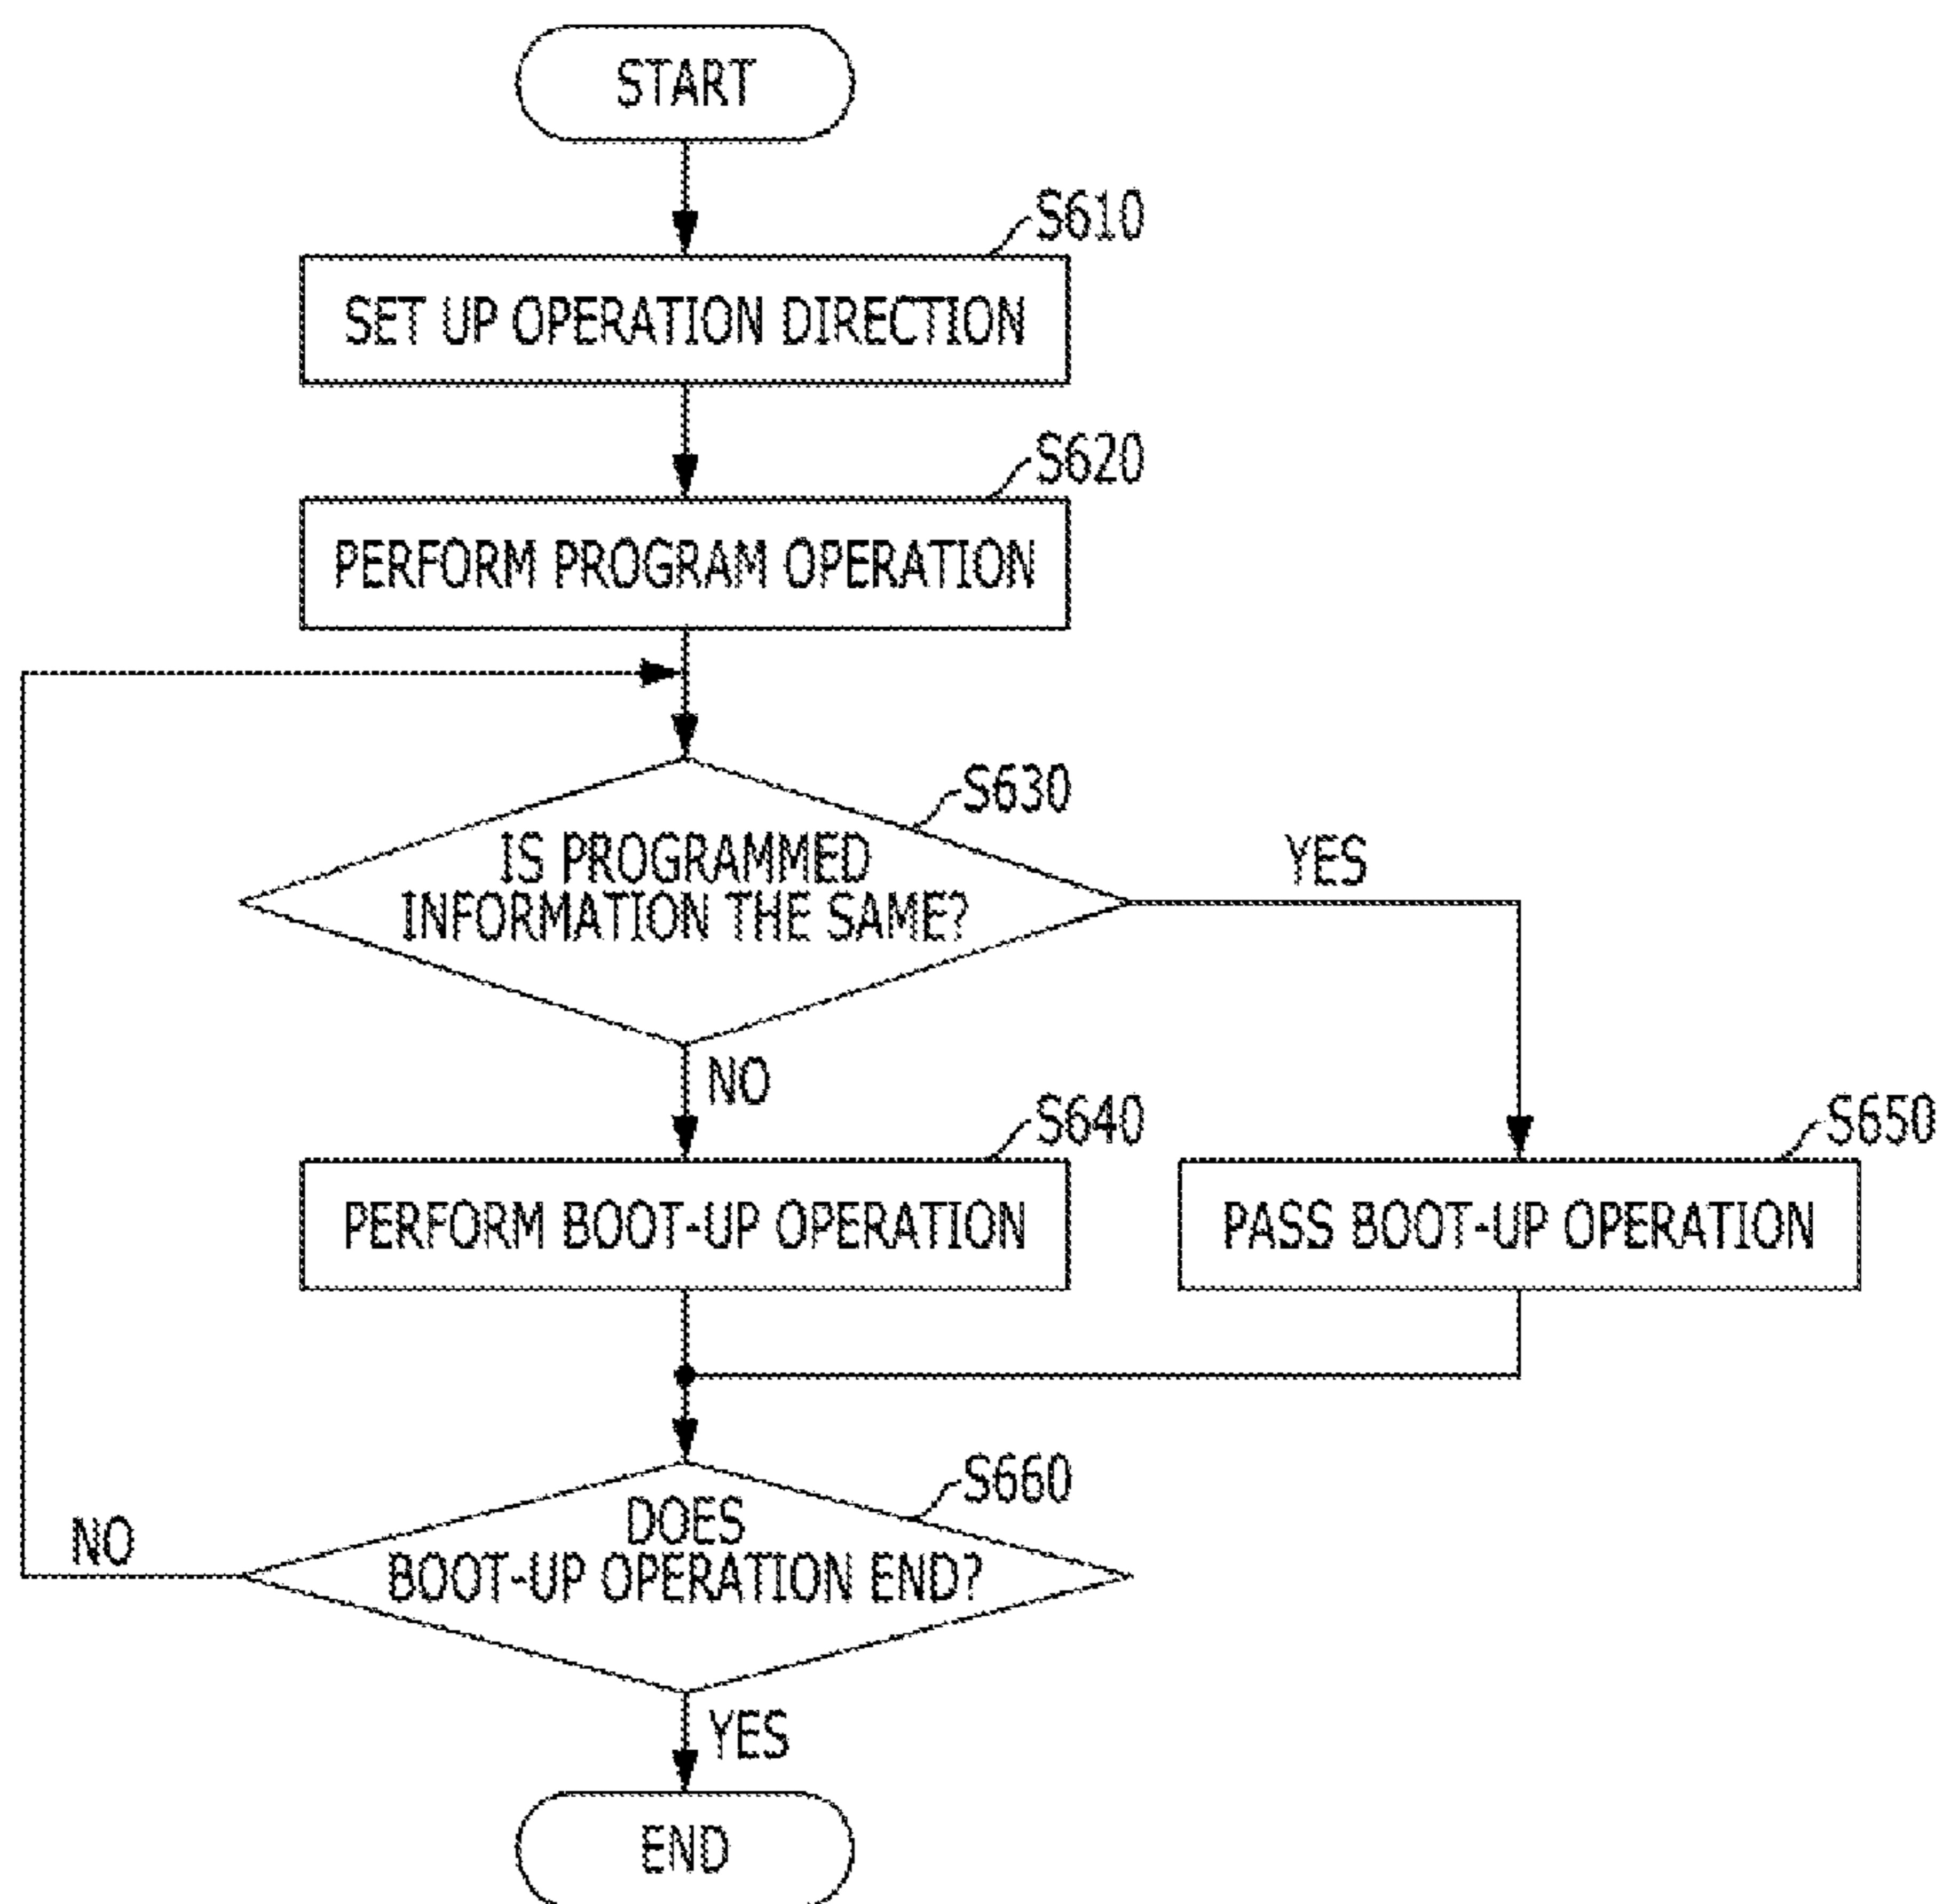 START
S610
SET UP OPERATION DIRECTION
S620
PERFORM PROGRAM OPERATION
S630
IS PROGRAMMED
INFORMATION THE SAME?
YES
NO
S640
PERFORM BOOT-UP OPERATION
S650
PASS BOOT-UP OPERATION
S660
DOES
BOOT-UP OPERATION END?
NO
YES
END